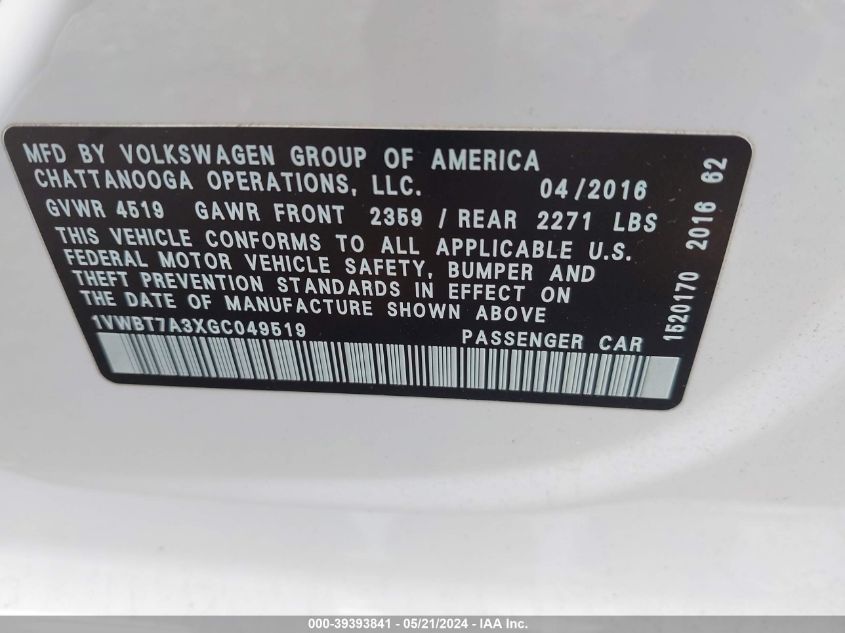 MFD BY VOLKSWAGEN GROUP OF AMERICA
CHATTANOOGA OPERATIONS, LLC. 04/2016
GVWR 4519 GAWR FRONT 2359 / REAR 2271 LBS
THIS VEHICLE CONFORMS TO ALL APPLICABLE U.S.
FEDERAL MOTOR VEHICLE SAFETY, BUMPER AND
THEFT PREVENTION STANDARDS IN EFFECT ON
THE DATE OF MANUFACTURE SHOWN ABOVE
1VWBT7A3XGC049519 PASSENGER CAR
1520170 2016 62
000-39393841 - 05/21/2024 - IAA Inc.